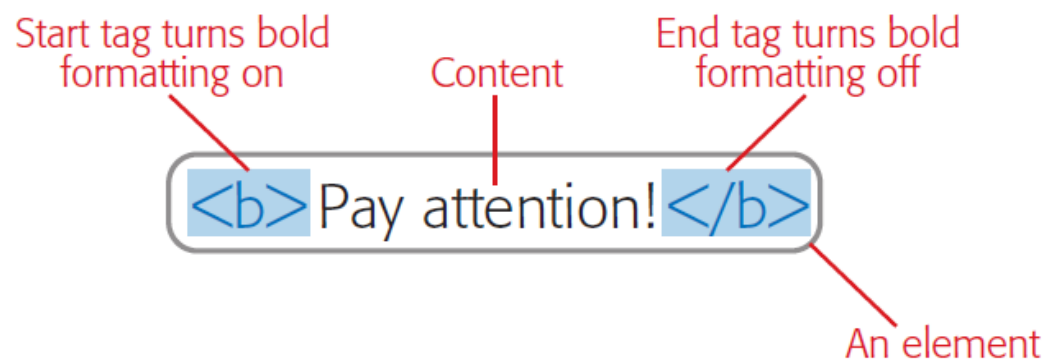 Start tag turns bold
formatting on
Content
End tag turns bold
formatting off
<b>Pay attention!</b>
An element